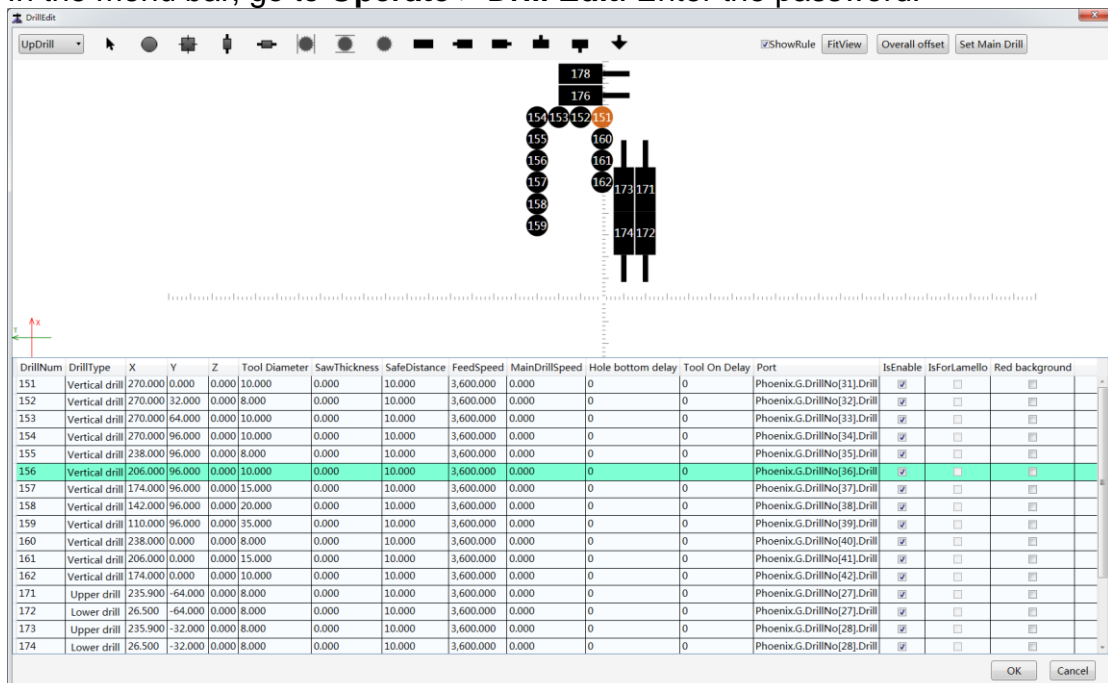 In the menu bar, go to Operate > Drill Edit. Enter the password.
DrillEdit
UpDrill ShowRule FitView Overall offset Set Main Drill
178
176
154 153 152 151
155 160
156 161
157 162 173 171
158
159 174 172
X
Y
DrillNum DrillType X Y Z Tool Diameter SawThickness SafeDistance FeedSpeed MainDrillSpeed Hole bottom delay Tool On Delay Port IsEnable IsForLamello Red background
151 Vertical drill 270.000 0.000 0.000 10.000 0.000 10.000 3,600.000 0.000 0 0 Phoenix.G.DrillNo[31].Drill
152 Vertical drill 270.000 32.000 0.000 8.000 0.000 10.000 3,600.000 0.000 0 0 Phoenix.G.DrillNo[32].Drill
153 Vertical drill 270.000 64.000 0.000 10.000 0.000 10.000 3,600.000 0.000 0 0 Phoenix.G.DrillNo[33].Drill
154 Vertical drill 270.000 96.000 0.000 10.000 0.000 10.000 3,600.000 0.000 0 0 Phoenix.G.DrillNo[34].Drill
155 Vertical drill 238.000 96.000 0.000 8.000 0.000 10.000 3,600.000 0.000 0 0 Phoenix.G.DrillNo[35].Drill
156 Vertical drill 206.000 96.000 0.000 10.000 0.000 10.000 3,600.000 0.000 0 0 Phoenix.G.DrillNo[36].Drill
157 Vertical drill 174.000 96.000 0.000 15.000 0.000 10.000 3,600.000 0.000 0 0 Phoenix.G.DrillNo[37].Drill
158 Vertical drill 142.000 96.000 0.000 20.000 0.000 10.000 3,600.000 0.000 0 0 Phoenix.G.DrillNo[38].Drill
159 Vertical drill 110.000 96.000 0.000 35.000 0.000 10.000 3,600.000 0.000 0 0 Phoenix.G.DrillNo[39].Drill
160 Vertical drill 238.000 0.000 0.000 8.000 0.000 10.000 3,600.000 0.000 0 0 Phoenix.G.DrillNo[40].Drill
161 Vertical drill 206.000 0.000 0.000 15.000 0.000 10.000 3,600.000 0.000 0 0 Phoenix.G.DrillNo[41].Drill
162 Vertical drill 174.000 0.000 0.000 10.000 0.000 10.000 3,600.000 0.000 0 0 Phoenix.G.DrillNo[42].Drill
171 Upper drill 235.900 -64.000 0.000 8.000 0.000 10.000 3,600.000 0.000 0 0 Phoenix.G.DrillNo[27].Drill
172 Lower drill 26.500 -64.000 0.000 8.000 0.000 10.000 3,600.000 0.000 0 0 Phoenix.G.DrillNo[27].Drill
173 Upper drill 235.900 -32.000 0.000 8.000 0.000 10.000 3,600.000 0.000 0 0 Phoenix.G.DrillNo[28].Drill
174 Lower drill 26.500 -32.000 0.000 8.000 0.000 10.000 3,600.000 0.000 0 0 Phoenix.G.DrillNo[28].Drill
OK Cancel